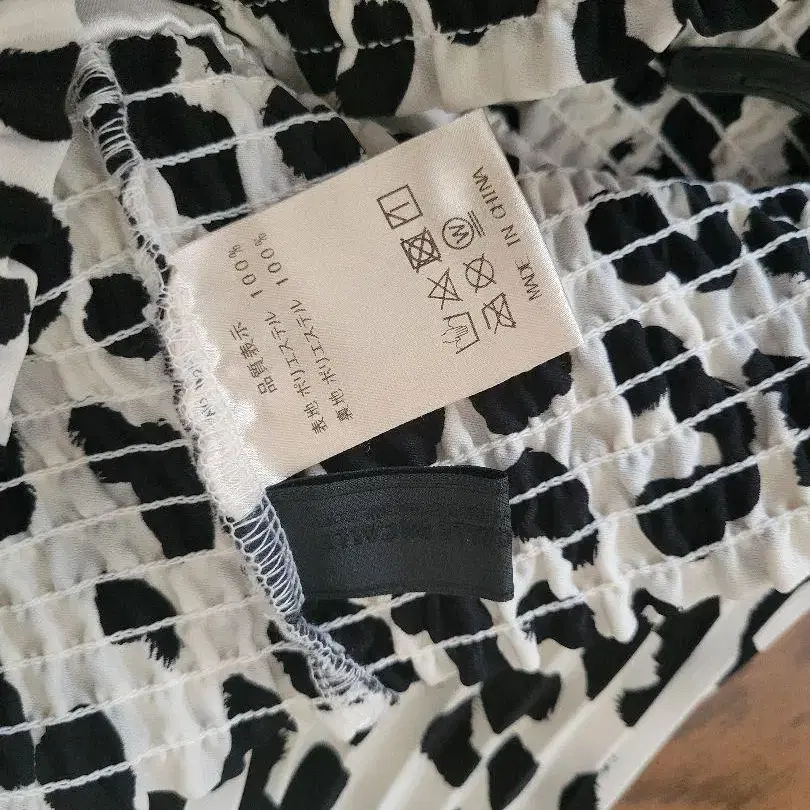 品質表示
表地 ポリエステル 100%
裏地 ポリエステル 100%
W
MADE IN CHINA